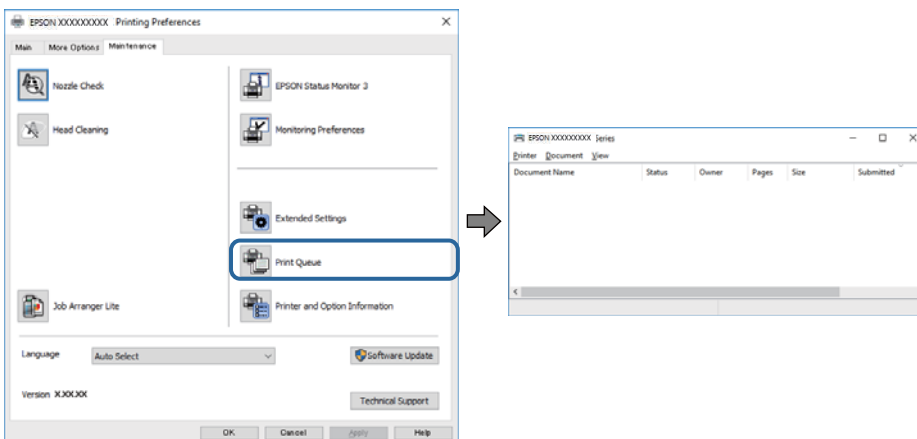 EPSON XXXXXXXXX Printing Preferences
Main More Options Maintenance
Nozzle Check
EPSON Status Monitor 3
Head Cleaning
Monitoring Preferences
Extended Settings
Print Queue
Job Arranger Lite
Printer and Option Information
Language Auto Select Software Update
Version X.XX.XX
Technical Support
OK Cancel Apply Help
EPSON XXXXXXXXX Series
Printer Document View
Document Name Status Owner Pages Size Submitted